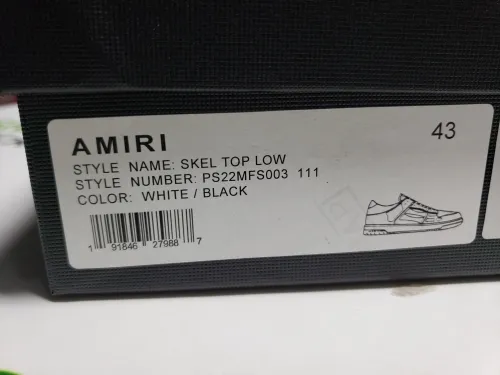 AMIRI
43
STYLE NAME: SKEL TOP LOW
STYLE NUMBER: PS22MFS003 111
COLOR: WHITE / BLACK
1 91846 27988 7